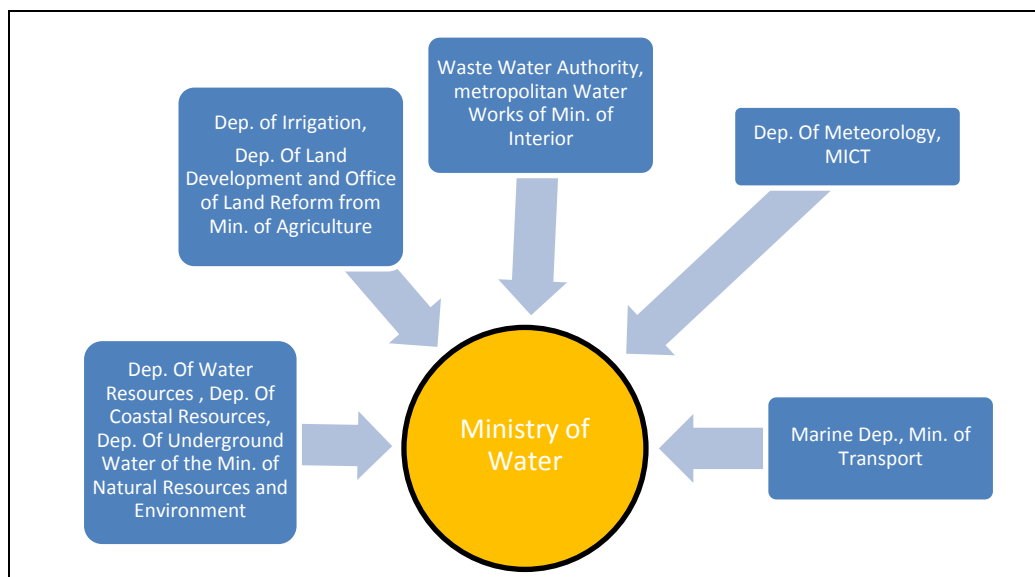 Waste Water Authority,
metropolitan Water
Works of Min. of
Interior
Dep. of Irrigation,
Dep. Of Land
Development and Office
of Land Reform from
Min. of Agriculture
Dep. Of Meteorology,
MICT
Dep. Of Water
Resources , Dep. Of
Coastal Resources,
Dep. Of Underground
Water of the Min. of
Natural Resources and
Environment
Ministry of
Water
Marine Dep., Min. of
Transport